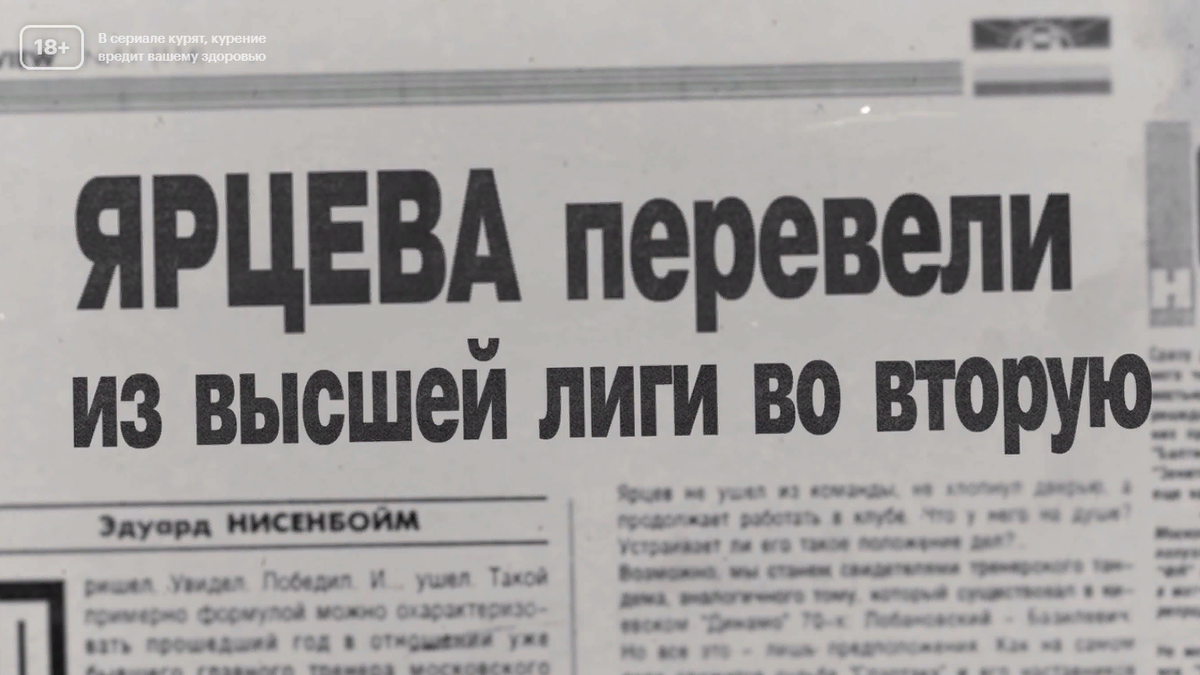 18+
В сериале курят, курение
вредит вашему здоровью
ЯРЦЕВА перевели
из высшей лиги во вторую
Эдуард НИСЕНБОЙМ
ришел. Увидел. Победил. И... ушел. Такой
примерно формулой можно охарактеризо-
вать прошедший год в отношении уже
бывшего главного тренера московского
Ярцев не ушел из команды, не хлопнул дверью, а
продолжает работать в клубе. Что у него на душе?
Устраивает ли его такое положение дел?..
Возможно, мы станем свидетелями тренерского тан-
дема, аналогичного тому, который существовал в ки-
евском "Динамо" 70-х: Лобановский - Базилевич.
Но все это - лишь предположения. Как на самом
Н